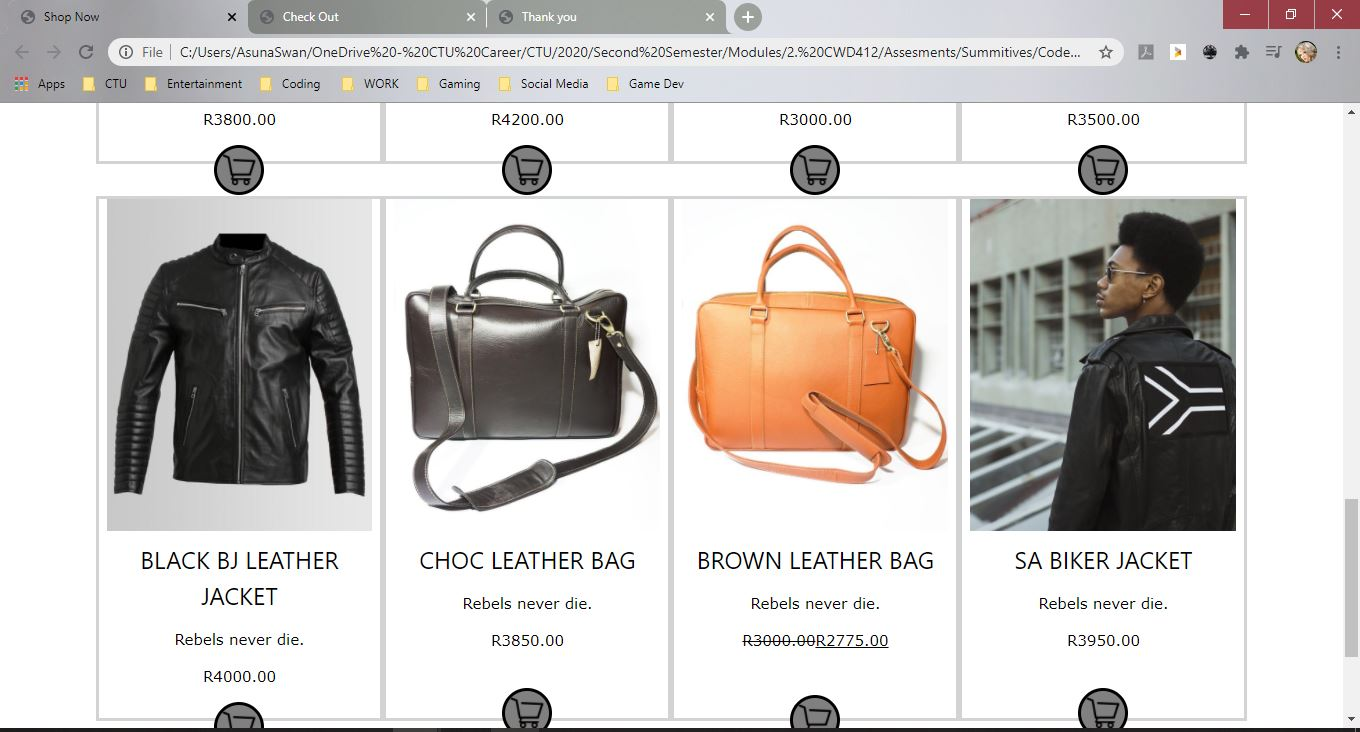 Shop Now
Check Out
Thank you
File
C:/Users/AsunaSwan/OneDrive%20-%20CTU%20Career/CTU/2020/Second%20Semester/Modules/2.%20CWD412/Assesments/Summitives/Code...
Apps
CTU
Entertainment
Coding
WORK
Gaming
Social Media
Game Dev
R3800.00
R4200.00
R3000.00
R3500.00
BLACK BJ LEATHER
JACKET
Rebels never die.
R4000.00
CHOC LEATHER BAG
Rebels never die.
R3850.00
BROWN LEATHER BAG
Rebels never die.
R3000.00R2775.00
SA BIKER JACKET
Rebels never die.
R3950.00